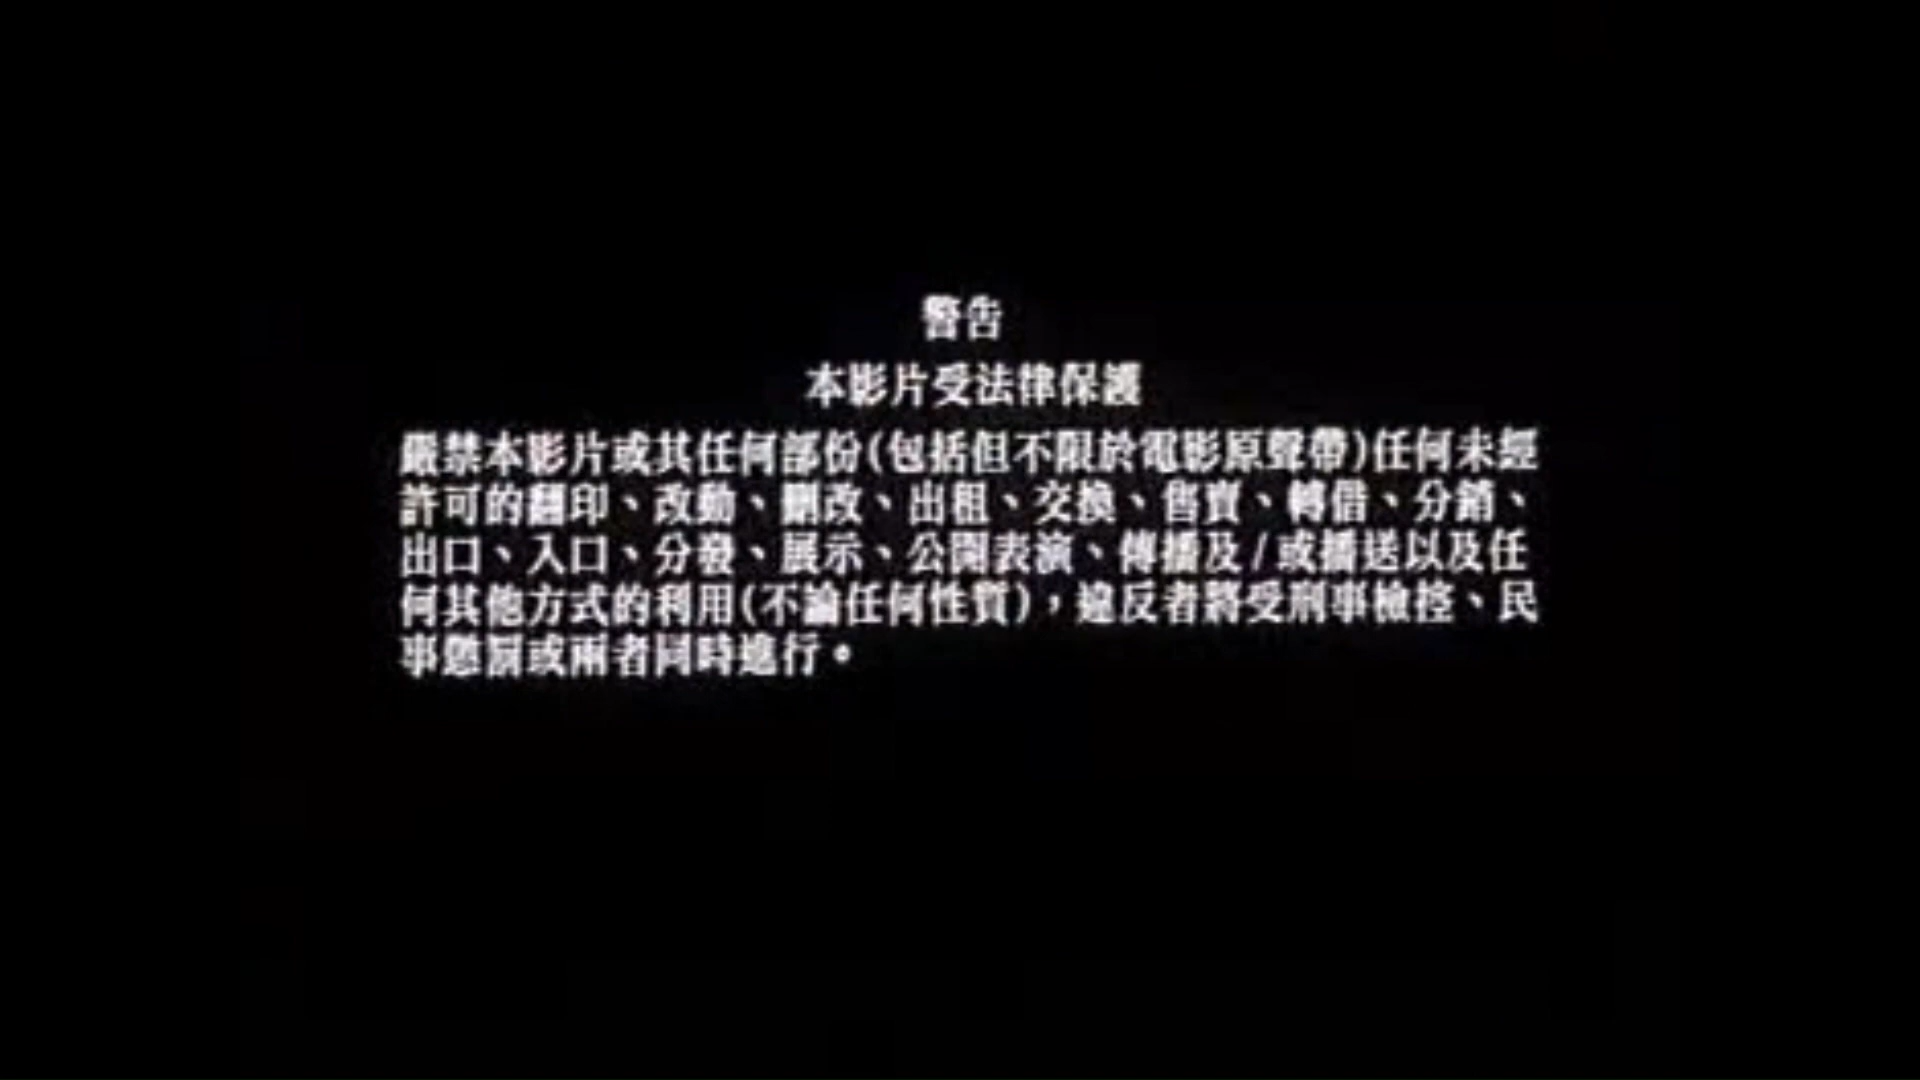 警告
本影片受法律保護
嚴禁本影片或其任何部份(包括但不限於電影原聲帶)任何未經
許可的翻印、改動、刪改、出租、交換、售賣、轉借、分銷、
出口、入口、分發、展示、公開表演、傳播及/或播送以及任
何其他方式的利用(不論任何性質)，違反者將受刑事檢控、民
事懲罰或兩者同時進行。